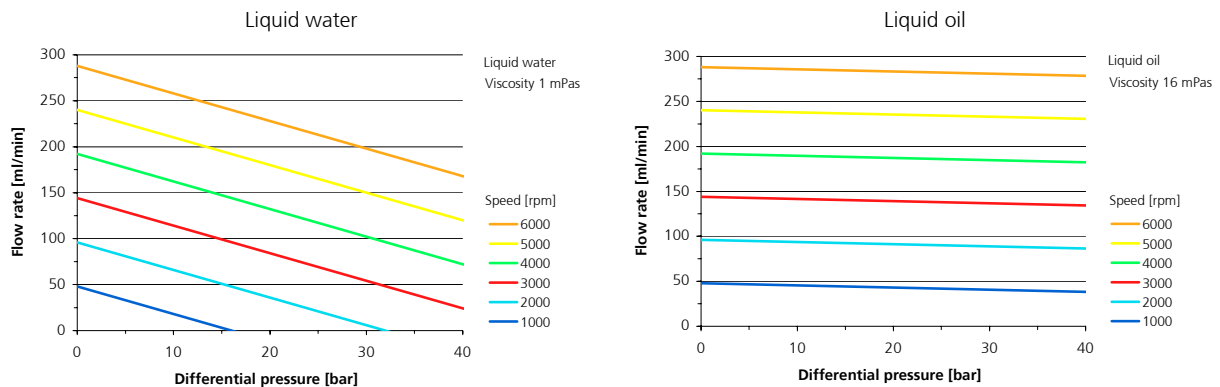 Liquid water
300
250
200
150
100
50
0
Flow rate [ml/min]
0 10 20 30 40
Differential pressure [bar]
Liquid water
Viscosity 1 mPas
Speed [rpm]
6000
5000
4000
3000
2000
1000
Liquid oil
300
250
200
150
100
50
0
Flow rate [ml/min]
0 10 20 30 40
Differential pressure [bar]
Liquid oil
Viscosity 16 mPas
Speed [rpm]
6000
5000
4000
3000
2000
1000